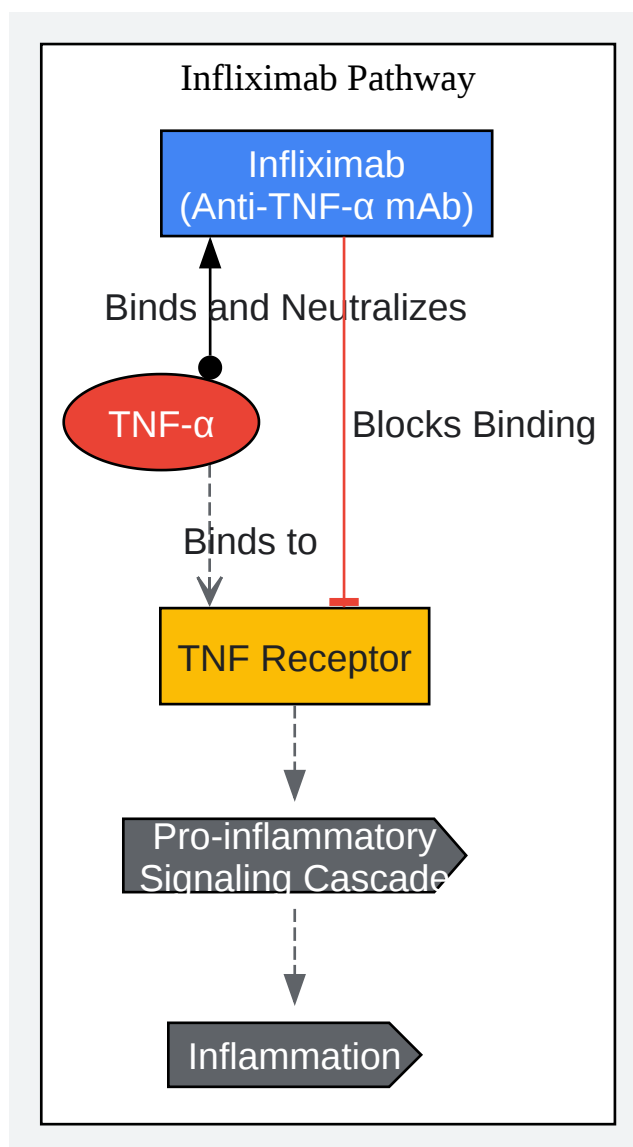 Infliximab Pathway
Infliximab
(Anti-TNF-α mAb)
Binds and Neutralizes
TNF-α
Blocks Binding
Binds to
TNF Receptor
Pro-inflammatory
Signaling Cascade
Inflammation